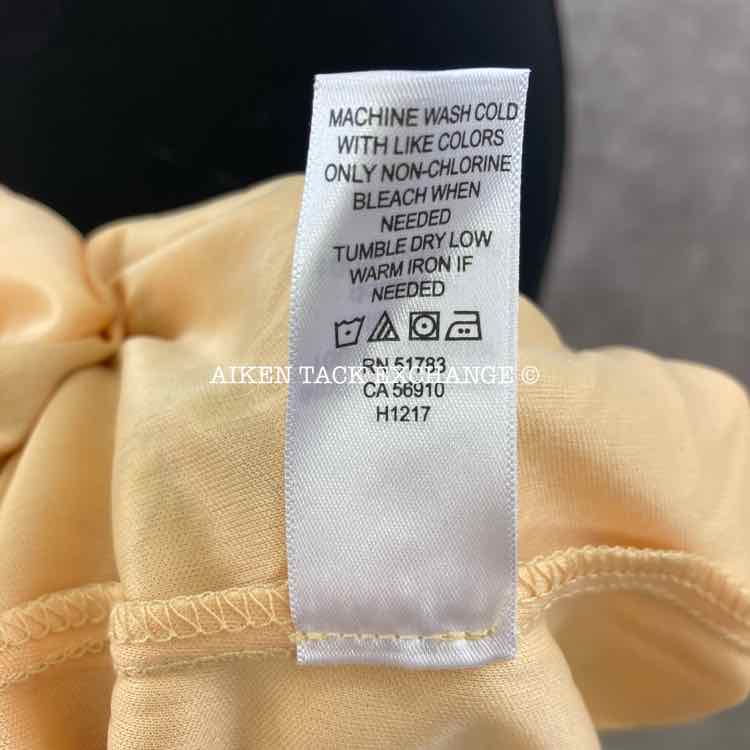 MACHINE WASH COLD
WITH LIKE COLORS
ONLY NON-CHLORINE
BLEACH WHEN
NEEDED
TUMBLE DRY LOW
WARM IRON IF
NEEDED
RN 51783
AIKEN TACK EXCHANGE ©
CA 56910
H1217